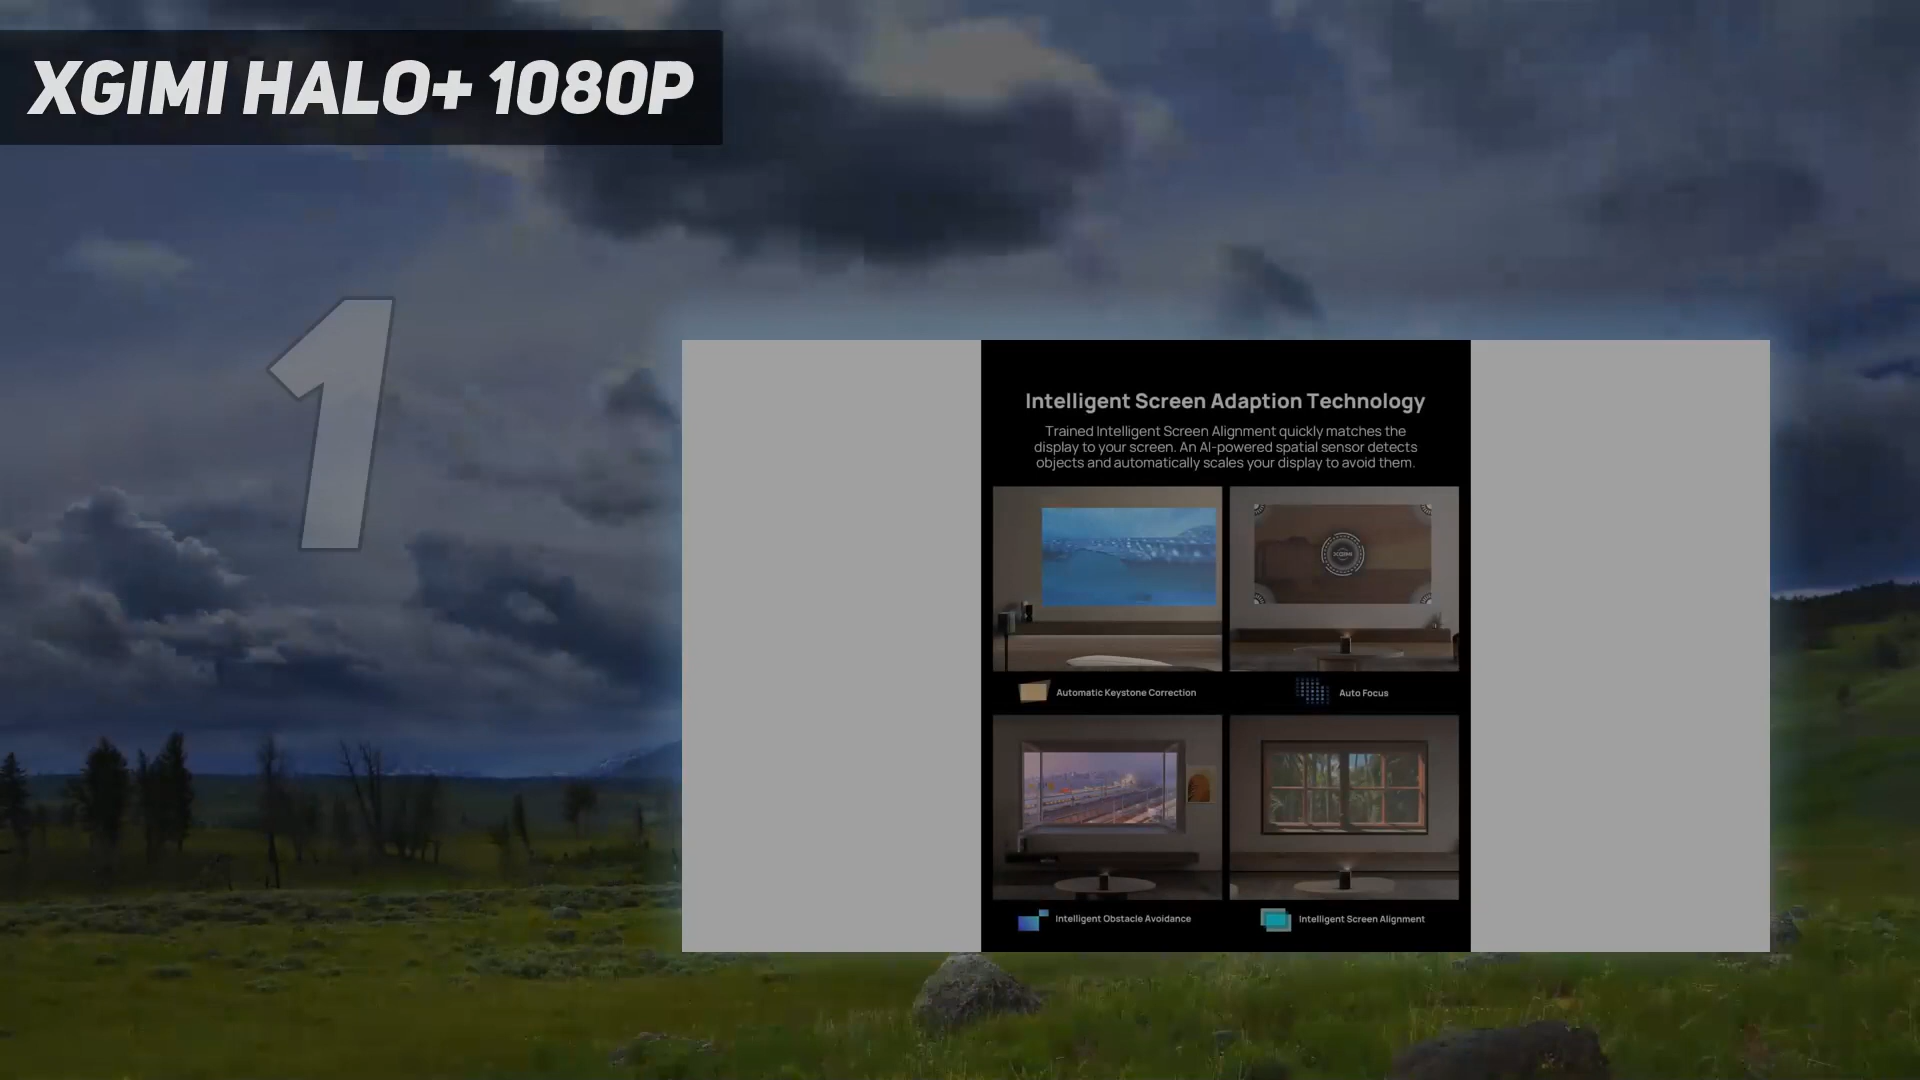 XGIMI HALO+ 1080P
1
Intelligent Screen Adaption Technology
Trained Intelligent Screen Alignment quickly matches the
display to your screen. An AI-powered spatial sensor detects
objects and automatically scales your display to avoid them.
XGIMI
Automatic Keystone Correction
Auto Focus
Intelligent Obstacle Avoidance
Intelligent Screen Alignment